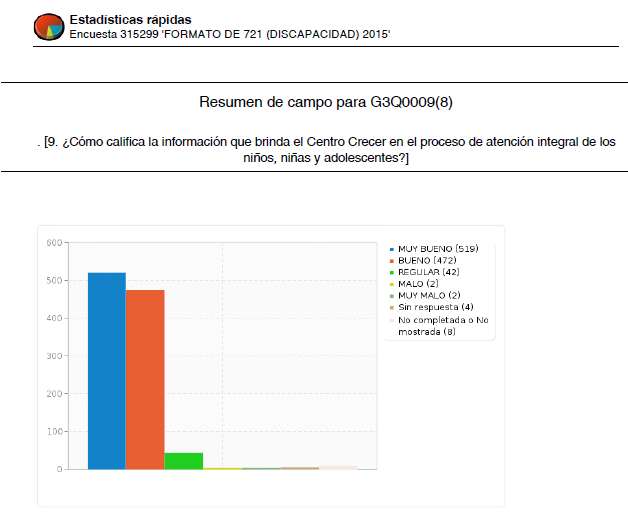 Estadísticas rápidas
Encuesta 315299 'FORMATO DE 721 (DISCAPACIDAD) 2015'
Resumen de campo para G3Q0009(8)
. [9. ¿Cómo califica la información que brinda el Centro Crecer en el proceso de atención integral de los
niños, niñas y adolescentes?]
600
500
400
300
200
100
0
MUY BUENO (519)
BUENO (472)
REGULAR (42)
MALO (2)
MUY MALO (2)
Sin respuesta (4)
No completada o No
mostrada (8)